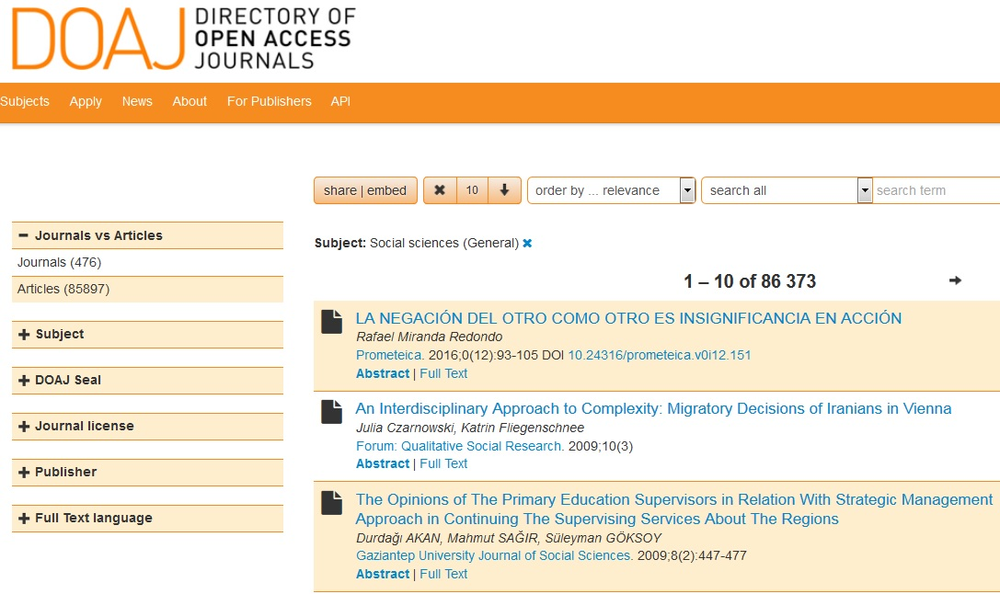 DOAJ DIRECTORY OF
OPEN ACCESS
JOURNALS
Subjects Apply News About For Publishers API
share | embed 10 order by ... relevance search all search term
Journals vs Articles
Journals (476)
Articles (85897)
Subject
DOAJ Seal
Journal license
Publisher
Full Text language
Subject: Social sciences (General)
1 – 10 of 86 373
LA NEGACIÓN DEL OTRO COMO OTRO ES INSIGNIFICANCIA EN ACCIÓN
Rafael Miranda Redondo
Prometeica. 2016;0(12):93-105 DOI 10.24316/prometeica.v0i12.151
Abstract | Full Text
An Interdisciplinary Approach to Complexity: Migratory Decisions of Iranians in Vienna
Julia Czarnowski, Katrin Fliegenschnee
Forum: Qualitative Social Research. 2009;10(3)
Abstract | Full Text
The Opinions of The Primary Education Supervisors in Relation With Strategic Management
Approach in Continuing The Supervising Services About The Regions
Durdağı AKAN, Mahmut SAĞIR, Süleyman GÖKSOY
Gaziantep University Journal of Social Sciences. 2009;8(2):447-477
Abstract | Full Text